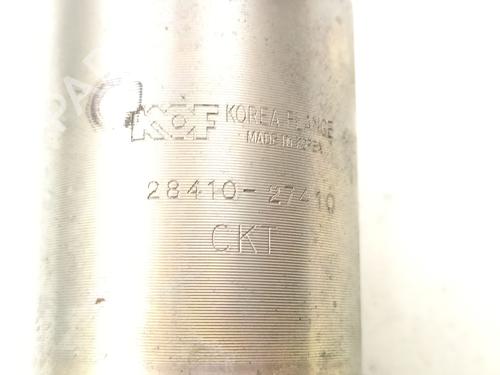 KOF KOREA FLANGE
MADE IN KOREA
28410-27410
CKT